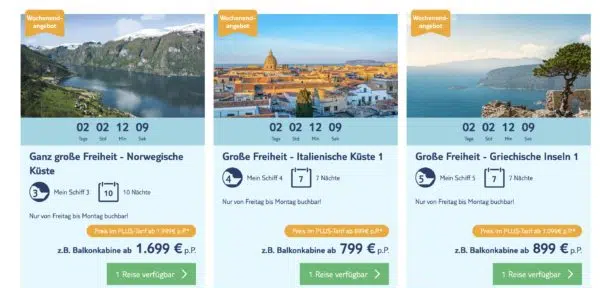 Wochenend-
angebot
02 02 12 09
Tage Std Min Sek
Ganz große Freiheit - Norwegische
Küste
3 Mein Schiff 3 10 10 Nächte
Nur von Freitag bis Montag buchbar!
Preis im PLUS-Tarif ab 1.999€ p.P.*
z.B. Balkonkabine ab 1.699 € p.P.
1 Reise verfügbar
Wochenend-
angebot
02 02 12 09
Tage Std Min Sek
Große Freiheit - Italienische Küste 1
4 Mein Schiff 4 7 7 Nächte
Nur von Freitag bis Montag buchbar!
Preis im PLUS-Tarif ab 899€ p.P.*
z.B. Balkonkabine ab 799 € p.P.
1 Reise verfügbar
Wochenend-
angebot
02 02 12 09
Tage Std Min Sek
Große Freiheit - Griechische Inseln 1
5 Mein Schiff 5 7 7 Nächte
Nur von Freitag bis Montag buchbar!
Preis im PLUS-Tarif ab 1.099€ p.P.*
z.B. Balkonkabine ab 899 € p.P.
1 Reise verfügbar